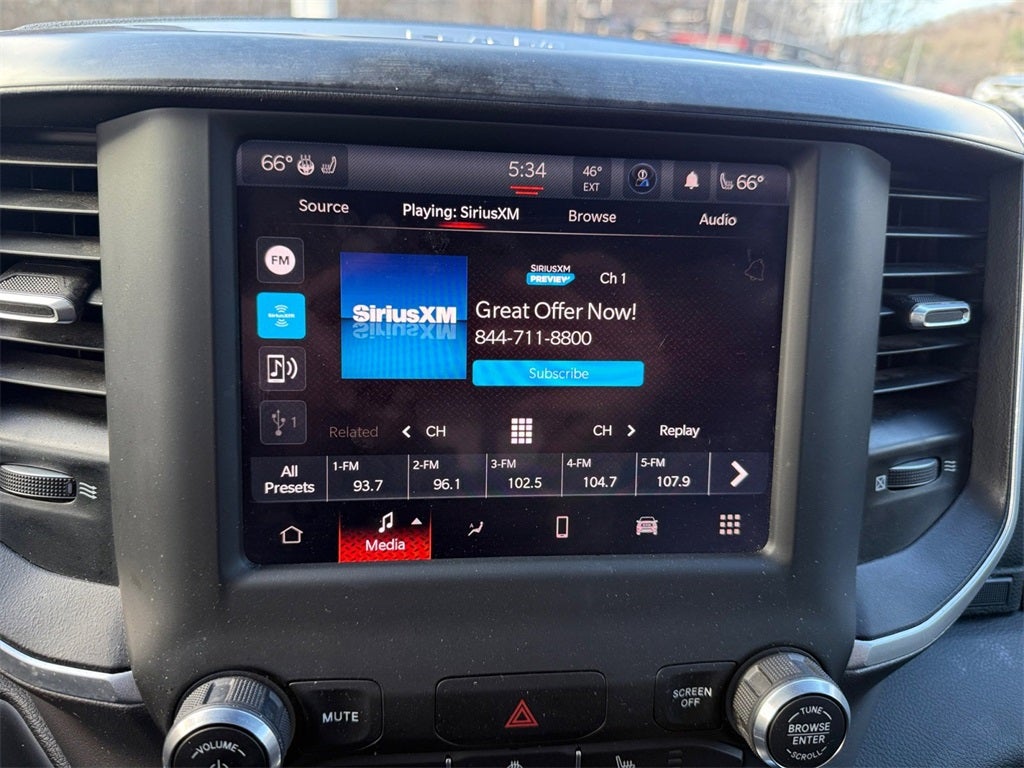 66° 5:34 46° EXT 66°
Source Playing: SiriusXM Browse Audio
FM
SiriusXM
SiriusXM
SIRIUSXM
PREVIEW
Ch 1
Great Offer Now!
844-711-8800
Subscribe
1
Related < CH CH > Replay
All Presets
1-FM 93.7
2-FM 96.1
3-FM 102.5
4-FM 104.7
5-FM 107.9
Media
MUTE
SCREEN
OFF
VOLUME
TUNE
BROWSE
ENTER
SCROLL